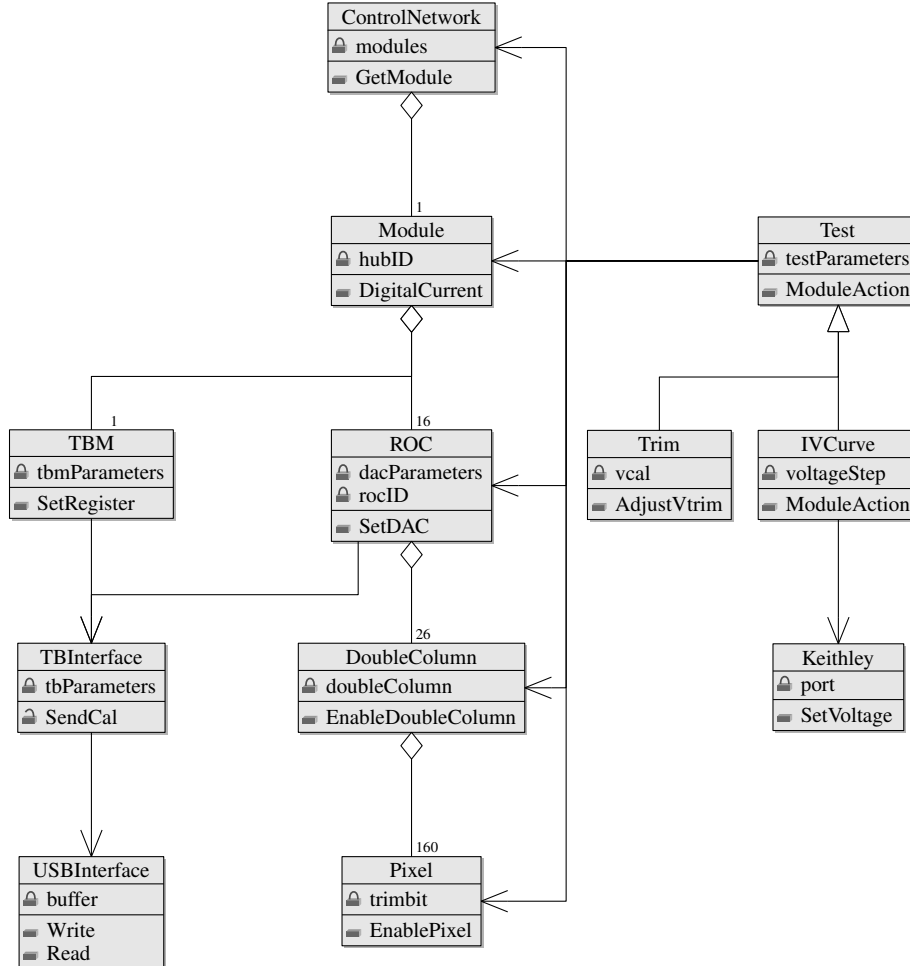 ControlNetwork
modules
GetModule
1
Module
hubID
DigitalCurrent
Test
testParameters
ModuleAction
1
TBM
tbmParameters
SetRegister
16
ROC
dacParameters
rocID
SetDAC
Trim
vcal
AdjustVtrim
IVCurve
voltageStep
ModuleAction
TBInterface
tbParameters
SendCal
26
DoubleColumn
doubleColumn
EnableDoubleColumn
Keithley
port
SetVoltage
USBInterface
buffer
Write
Read
160
Pixel
trimbit
EnablePixel